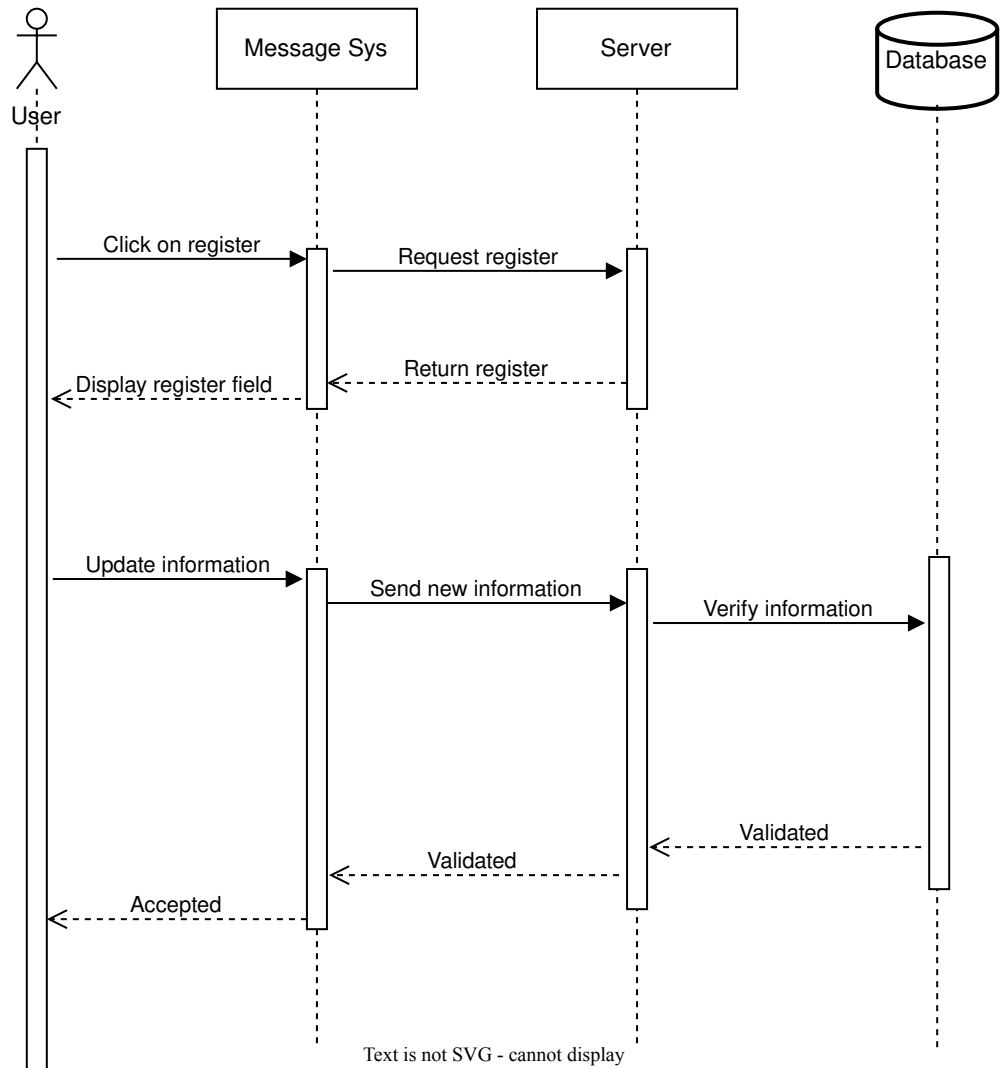 Message Sys
Server
Database
User
Click on register
Request register
Return register
Display register field
Update information
Send new information
Verify information
Validated
Validated
Accepted
Text is not SVG - cannot display